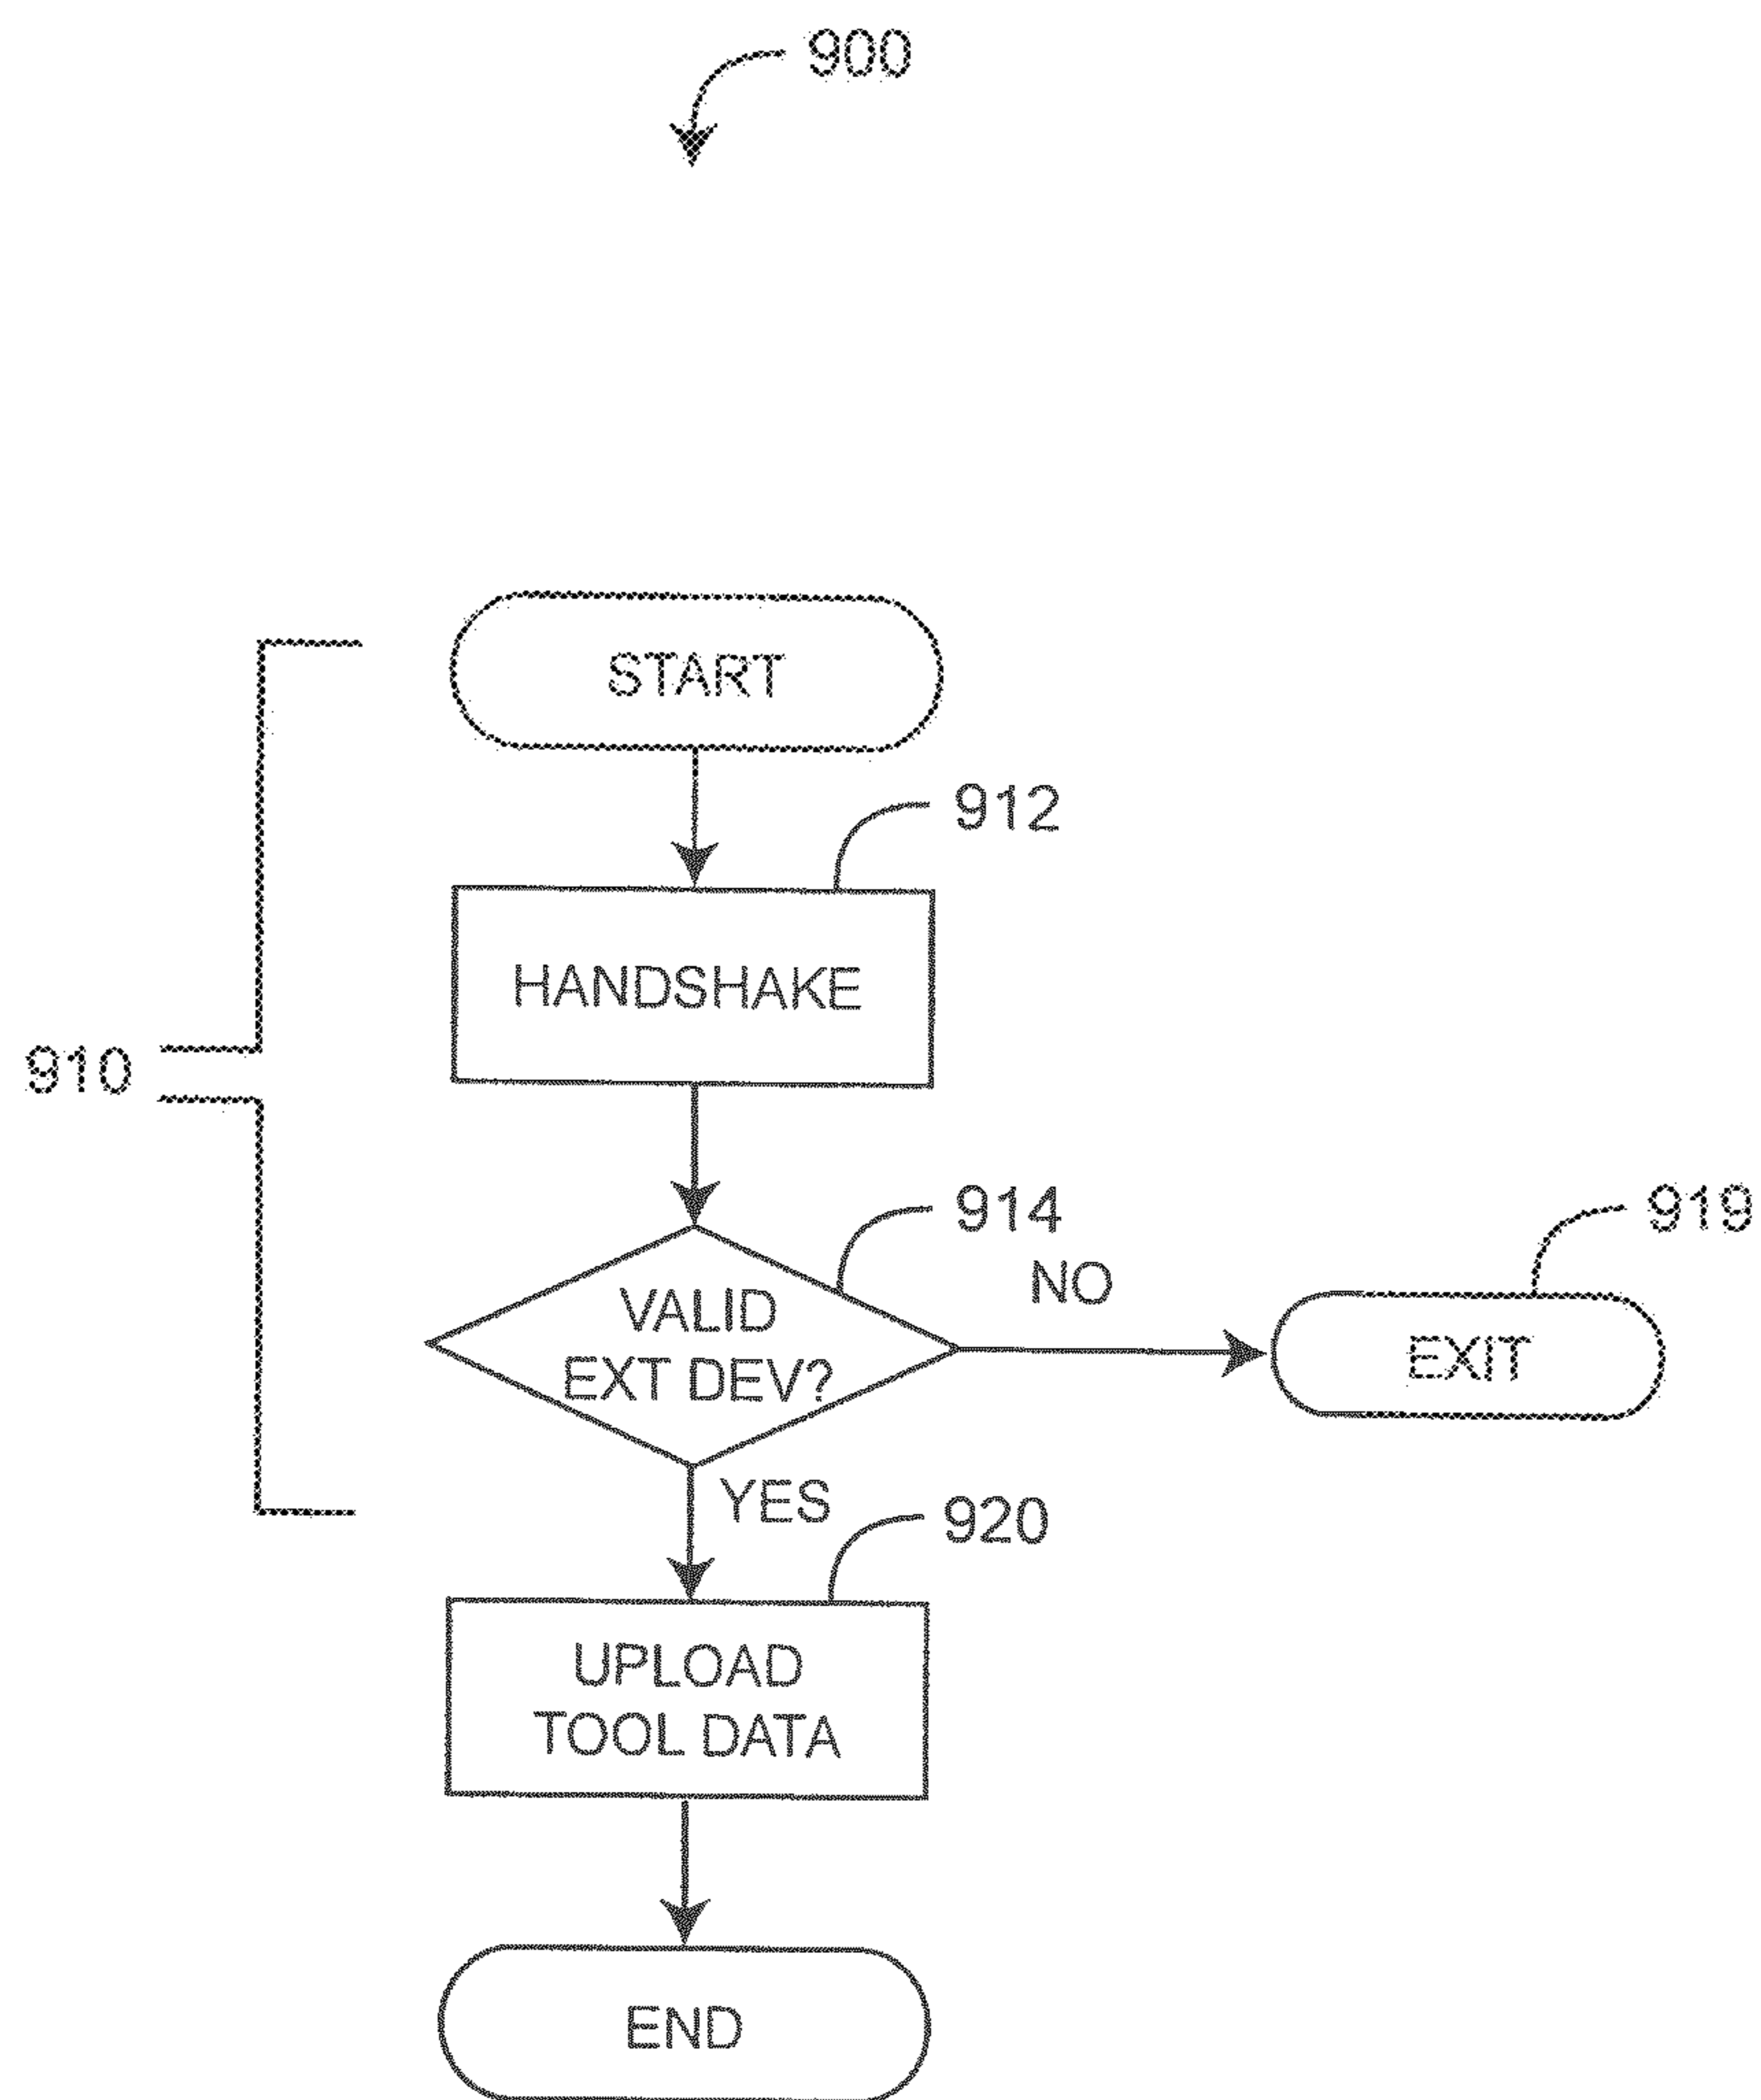 900
START
912
HANDSHAKE
910
914
919
NO
VALID
EXT DEV?
EXIT
YES
920
UPLOAD
TOOL DATA
END